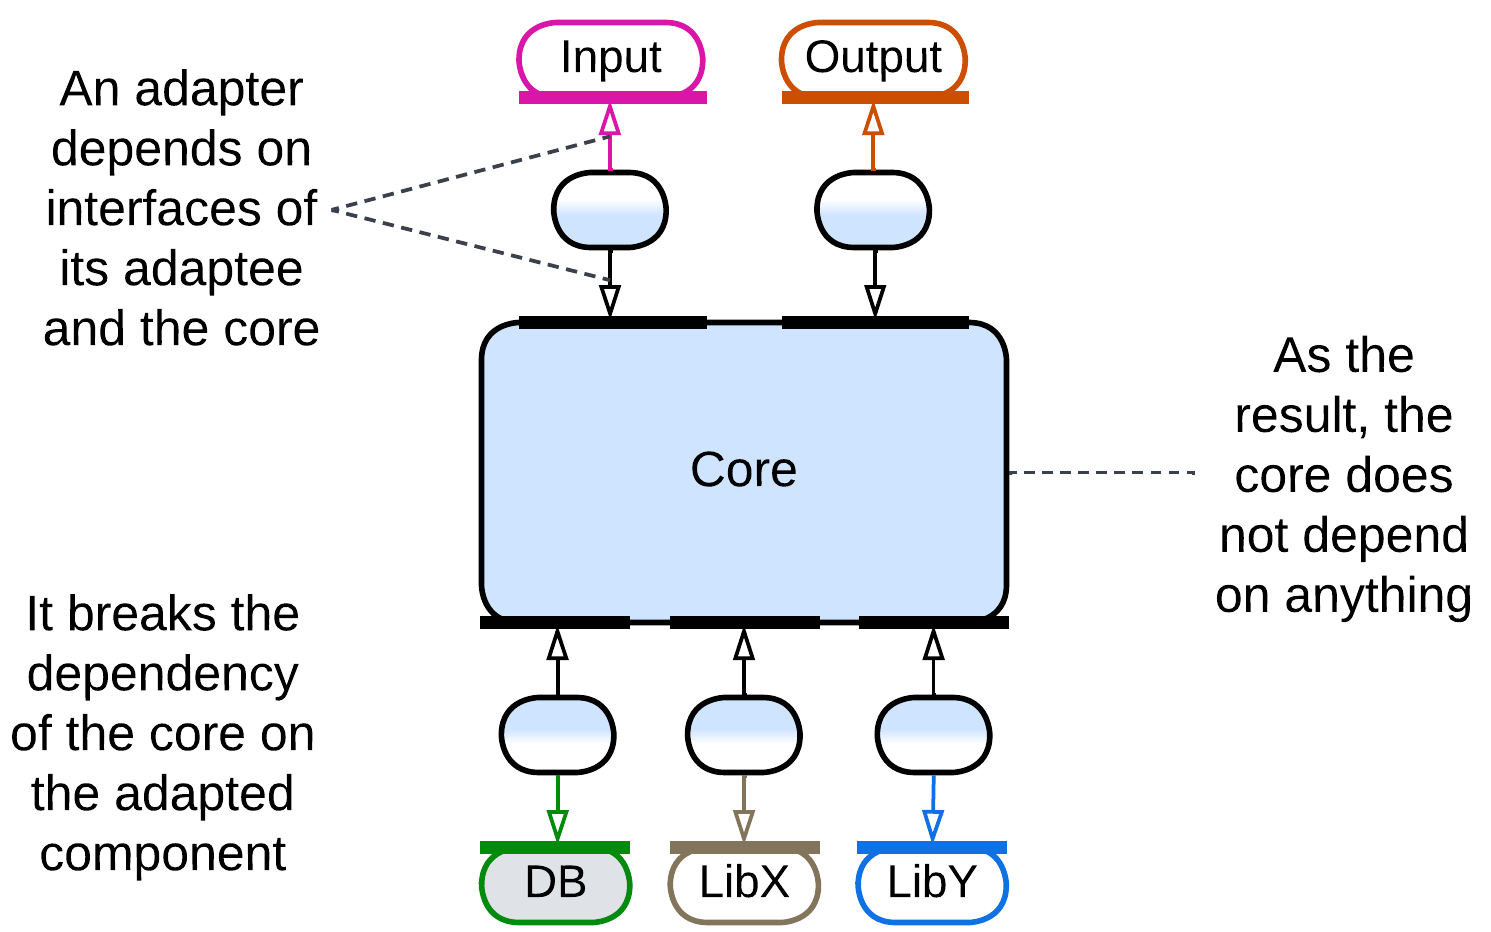 Input
Output
An adapter
depends on
interfaces of
its adaptee
and the core
As the
result, the
core does
not depend
on anything
Core
It breaks the
dependency
of the core on
the adapted
component
DB
LibX
LibY